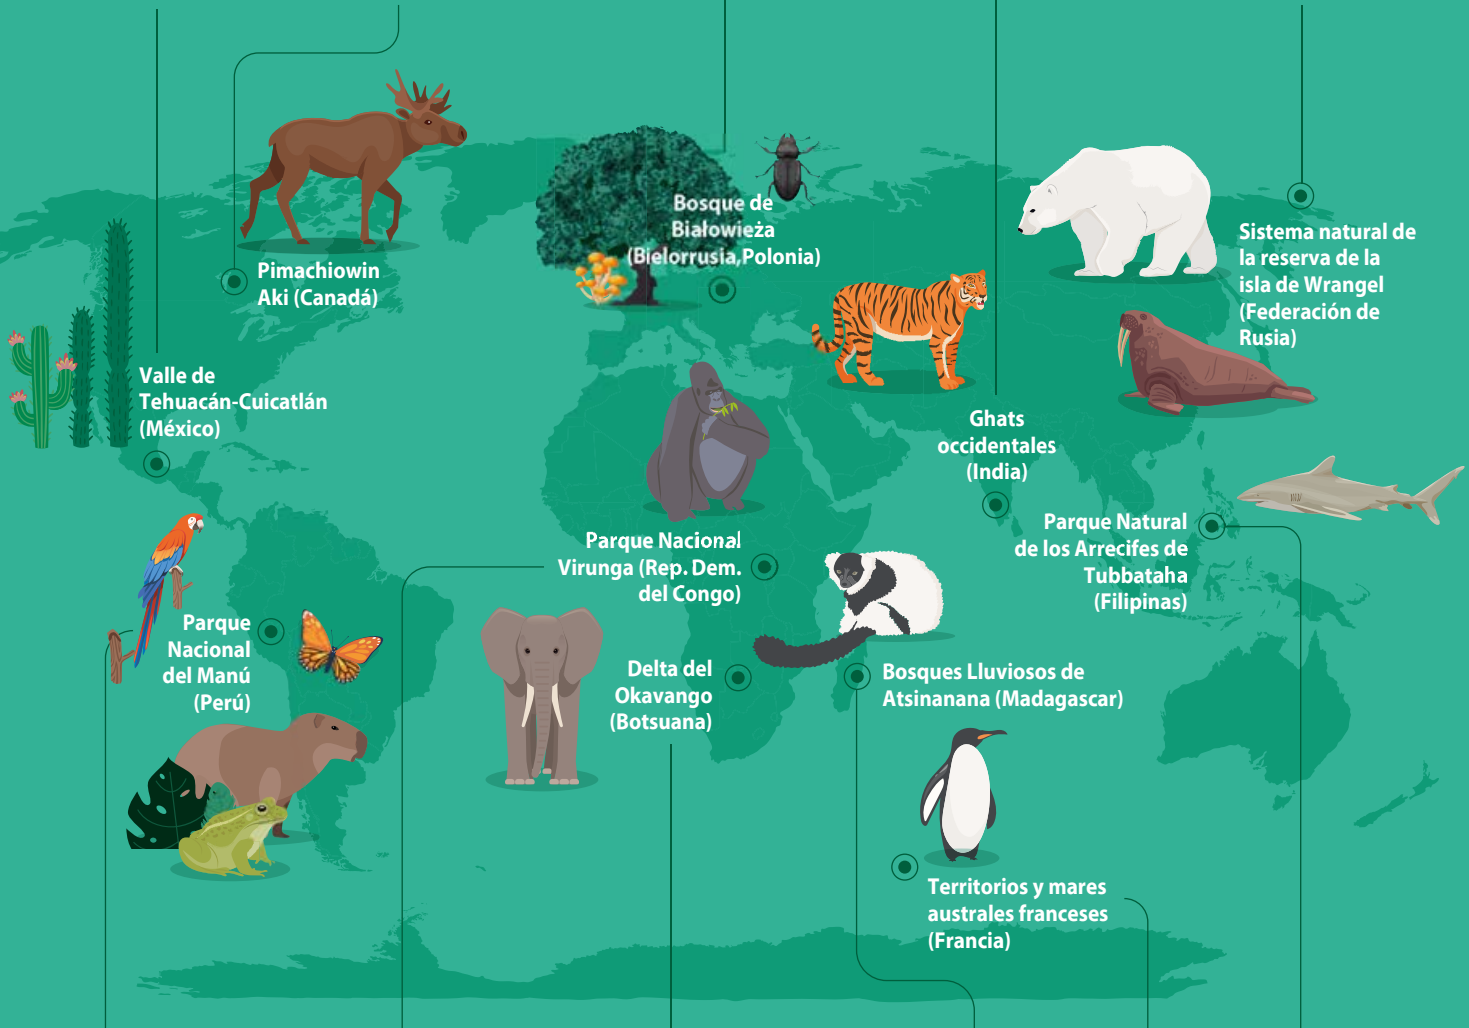 Bosque de
Białowieża
(Bielorrusia,Polonia)
Sistema natural de
la reserva de la
isla de Wrangel
(Federación de
Rusia)
Pimachiowin
Aki (Canadá)
Valle de
Tehuacán-Cuicatlán
(México)
Ghats
occidentales
(India)
Parque Natural
de los Arrecifes de
Tubbataha
(Filipinas)
Parque Nacional
Virunga (Rep. Dem.
del Congo)
Parque
Nacional
del Manú
(Perú)
Delta del
Okavango
(Botsuana)
Bosques Lluviosos de
Atsinanana (Madagascar)
Territorios y mares
australes franceses
(Francia)